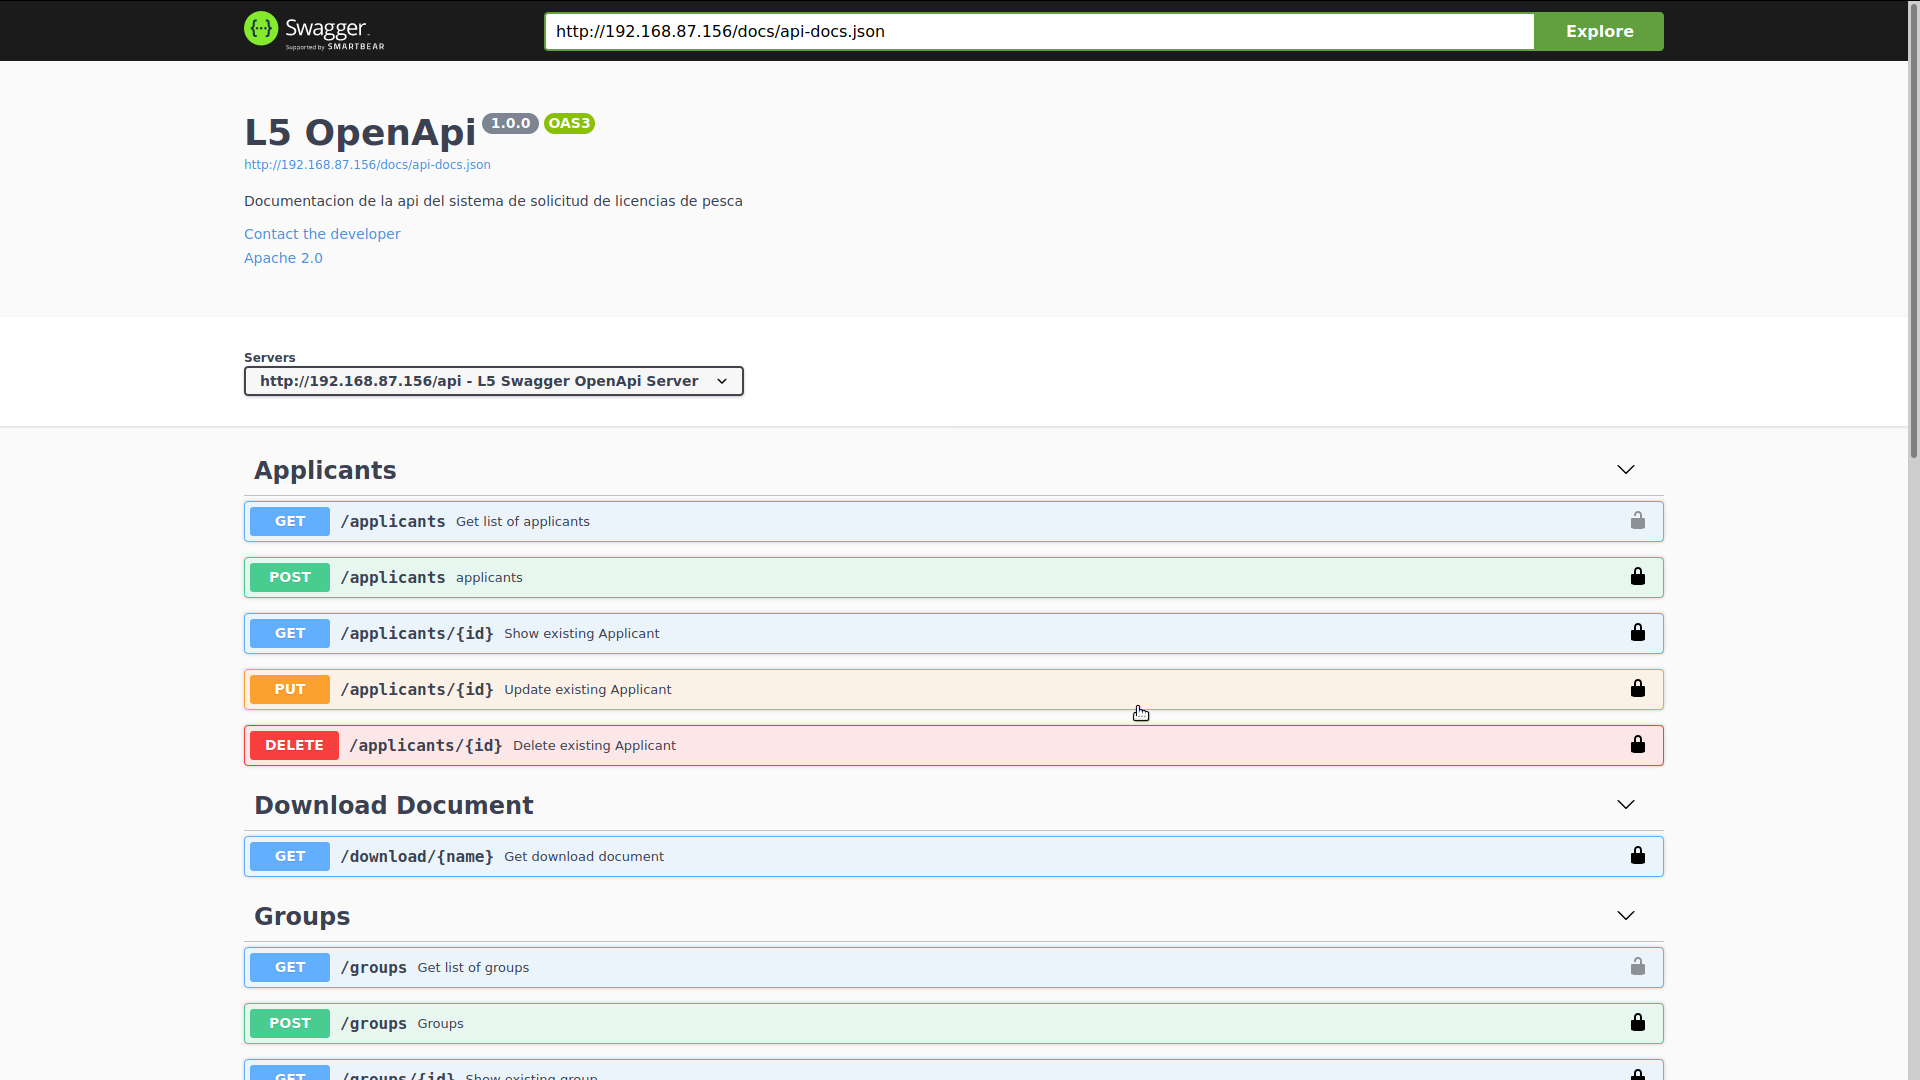 Swagger
Supported by SMARTBEAR
http://192.168.87.156/docs/api-docs.json
Explore
L5 OpenApi 1.0.0 OAS3
http://192.168.87.156/docs/api-docs.json
Documentacion de la api del sistema de solicitud de licencias de pesca
Contact the developer
Apache 2.0
Servers
http://192.168.87.156/api - L5 Swagger OpenApi Server
Applicants
GET /applicants Get list of applicants
POST /applicants applicants
GET /applicants/{id} Show existing Applicant
PUT /applicants/{id} Update existing Applicant
DELETE /applicants/{id} Delete existing Applicant
Download Document
GET /download/{name} Get download document
Groups
GET /groups Get list of groups
POST /groups Groups
GET /groups/{id} Show existing group